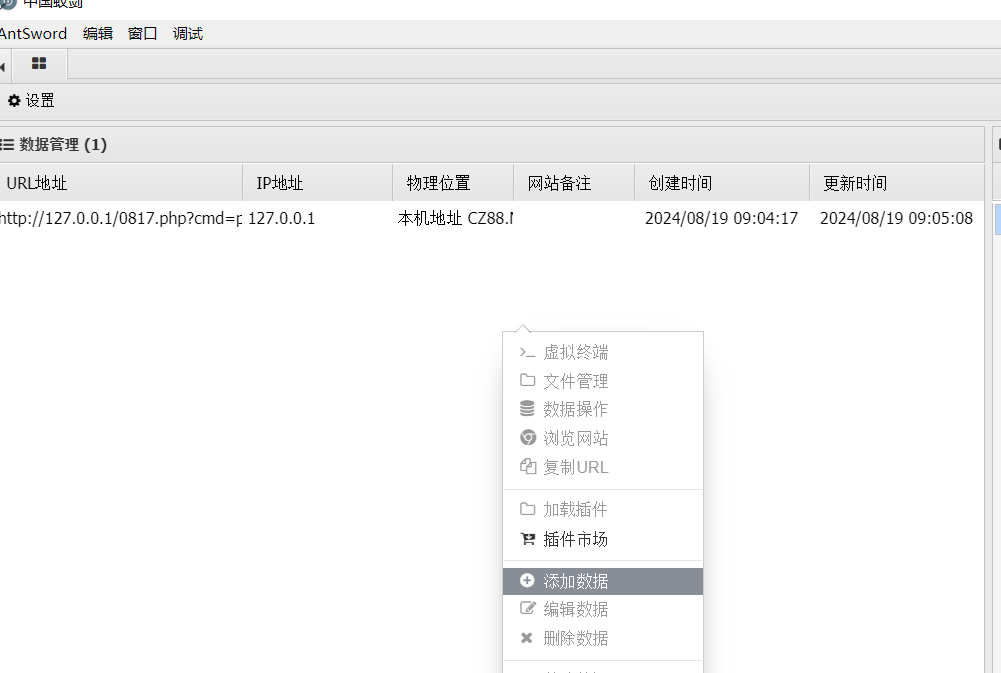 中国蚁剑
AntSword 编辑 窗口 调试
设置
数据管理 (1)
URL地址 IP地址 物理位置 网站备注 创建时间 更新时间
http://127.0.0.1/0817.php?cmd=p 127.0.0.1 本机地址 CZ88.N 2024/08/19 09:04:17 2024/08/19 09:05:08
虚拟终端
文件管理
数据操作
浏览网站
复制URL
加载插件
插件市场
添加数据
编辑数据
删除数据